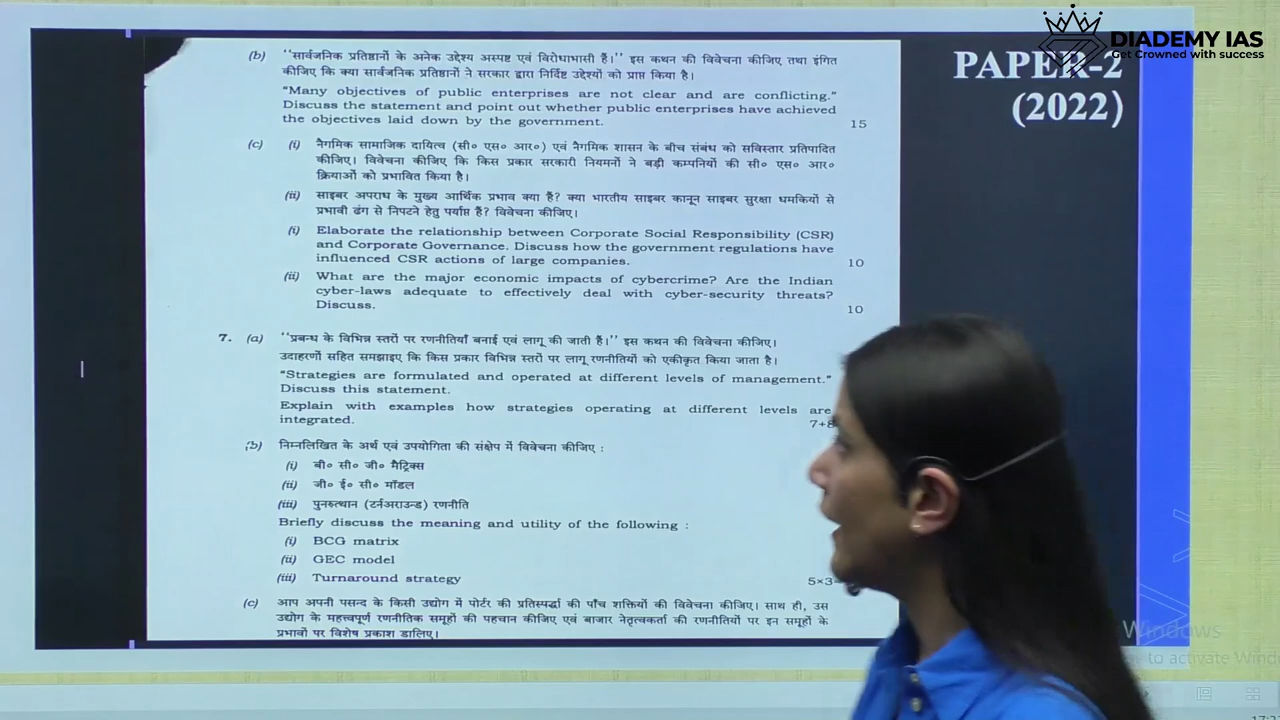 DIADEMY IAS
Get Crowned with success
PAPER-2
(2022)
(b) ‘‘सार्वजनिक प्रतिष्ठानों के अनेक उद्देश्य अस्पष्ट एवं विरोधाभासी हैं।’’ इस कथन की विवेचना कीजिए तथा इंगित
कीजिए कि क्या सार्वजनिक प्रतिष्ठानों ने सरकार द्वारा निर्दिष्ट उद्देश्यों को प्राप्त किया है।
“Many objectives of public enterprises are not clear and are conflicting.”
Discuss the statement and point out whether public enterprises have achieved
the objectives laid down by the government. 15
(c) (i) नैगमिक सामाजिक दायित्व (सी० एस० आर०) एवं नैगमिक शासन के बीच संबंध को सविस्तार प्रतिपादित
कीजिए। विवेचना कीजिए कि किस प्रकार सरकारी नियमनों ने बड़ी कम्पनियों की सी० एस० आर०
क्रियाओं को प्रभावित किया है।
(ii) साइबर अपराध के मुख्य आर्थिक प्रभाव क्या हैं? क्या भारतीय साइबर कानून साइबर सुरक्षा धमकियों से
प्रभावी ढंग से निपटने हेतु पर्याप्त हैं? विवेचना कीजिए।
(i) Elaborate the relationship between Corporate Social Responsibility (CSR)
and Corporate Governance. Discuss how the government regulations have
influenced CSR actions of large companies. 10
(ii) What are the major economic impacts of cybercrime? Are the Indian
cyber-laws adequate to effectively deal with cyber-security threats?
Discuss. 10
7. (a) ‘‘प्रबन्ध के विभिन्न स्तरों पर रणनीतियाँ बनाई एवं लागू की जाती हैं।’’ इस कथन की विवेचना कीजिए।
उदाहरणों सहित समझाइए कि किस प्रकार विभिन्न स्तरों पर लागू रणनीतियों को एकीकृत किया जाता है।
“Strategies are formulated and operated at different levels of management.”
Discuss this statement.
Explain with examples how strategies operating at different levels are
integrated. 7+8
(b) निम्नलिखित के अर्थ एवं उपयोगिता की संक्षेप में विवेचना कीजिए :
(i) बी० सी० जी० मैट्रिक्स
(ii) जी० ई० सी० मॉडल
(iii) पुनरुत्थान (टर्नअराउन्ड) रणनीति
Briefly discuss the meaning and utility of the following :
(i) BCG matrix
(ii) GEC model
(iii) Turnaround strategy 5×3=
(c) आप अपनी पसन्द के किसी उद्योग में पोर्टर की प्रतिस्पर्द्धा की पाँच शक्तियों की विवेचना कीजिए। साथ ही, उस
उद्योग के महत्त्वपूर्ण रणनीतिक समूहों की पहचान कीजिए एवं बाजार नेतृत्वकर्ता की रणनीतियों पर इन समूहों के
प्रभावों पर विशेष प्रकाश डालिए।
Windows
to activate Wind